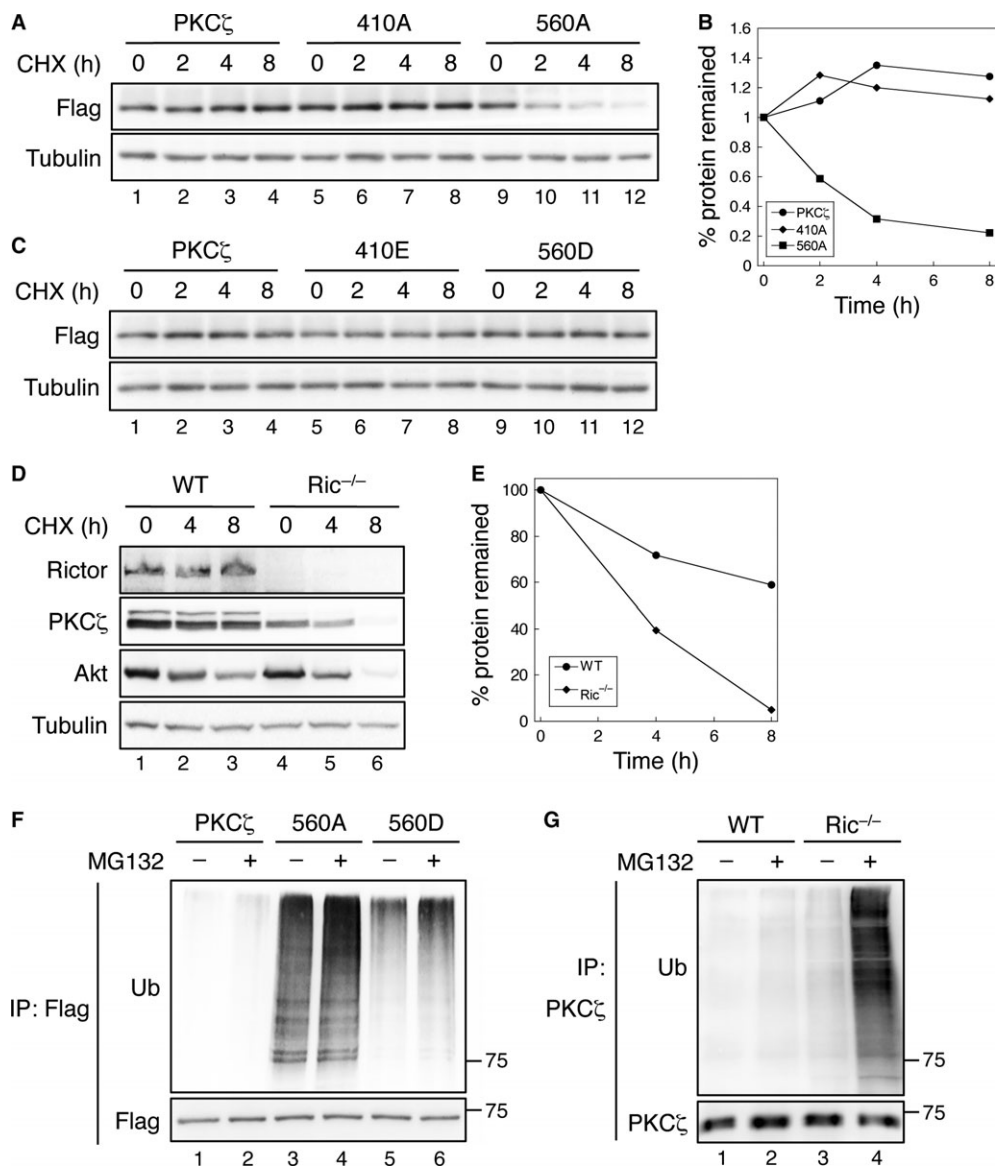 A
PKCζ 410A 560A
CHX (h) 0 2 4 8 0 2 4 8 0 2 4 8
Flag
Tubulin
1 2 3 4 5 6 7 8 9 10 11 12
B
% protein remained
1.6
1.4
1.2
1
0.8
0.6
0.4
0.2
0
PKCζ
410A
560A
0 2 4 6 8
Time (h)
C
PKCζ 410E 560D
CHX (h) 0 2 4 8 0 2 4 8 0 2 4 8
Flag
Tubulin
1 2 3 4 5 6 7 8 9 10 11 12
D
WT Ric−/−
CHX (h) 0 4 8 0 4 8
Rictor
PKCζ
Akt
Tubulin
1 2 3 4 5 6
E
% protein remained
100
80
60
40
20
0
WT
Ric−/−
0 2 4 6 8
Time (h)
F
PKCζ 560A 560D
MG132 − + − + − +
IP: Flag
Ub
75
Flag
75
1 2 3 4 5 6
G
WT Ric−/−
MG132 − + − +
IP:
PKCζ
Ub
75
PKCζ
75
1 2 3 4